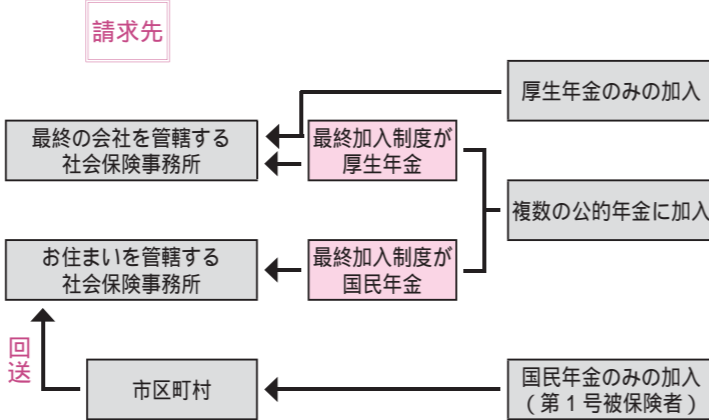 請求先
厚生年金のみの加入
最終の会社を管轄する
社会保険事務所
最終加入制度が
厚生年金
複数の公的年金に加入
お住まいを管轄する
社会保険事務所
最終加入制度が
国民年金
回送
市区町村
国民年金のみの加入
（第1号被保険者）